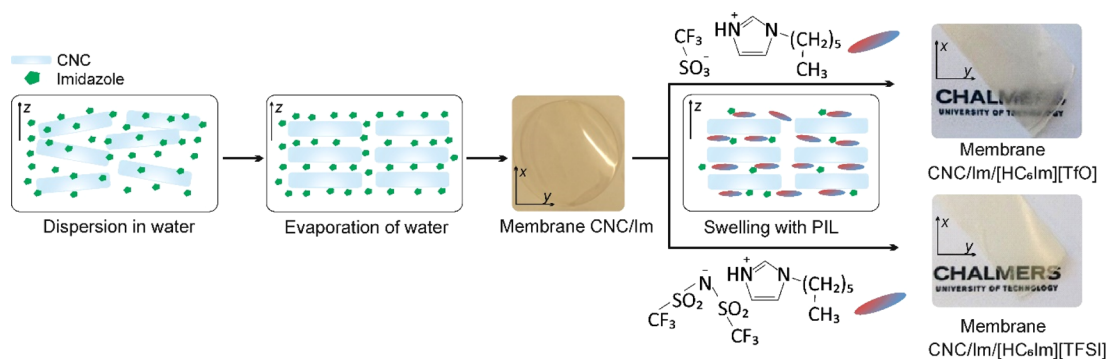 CNC
Imidazole
z
Dispersion in water
z
Evaporation of water
x
y
Membrane CNC/Im
CF₃
SO₃⁻
HN⁺
N
(CH₂)₅
CH₃
z
Swelling with PIL
CF₃
SO₂
N⁻
SO₂
CF₃
HN⁺
N
(CH₂)₅
CH₃
x
y
CHALMERS
UNIVERSITY OF TECHNOLOGY
Membrane
CNC/Im/[HC₆Im][TfO]
x
y
CHALMERS
UNIVERSITY OF TECHNOLOGY
Membrane
CNC/Im/[HC₆Im][TFSI]